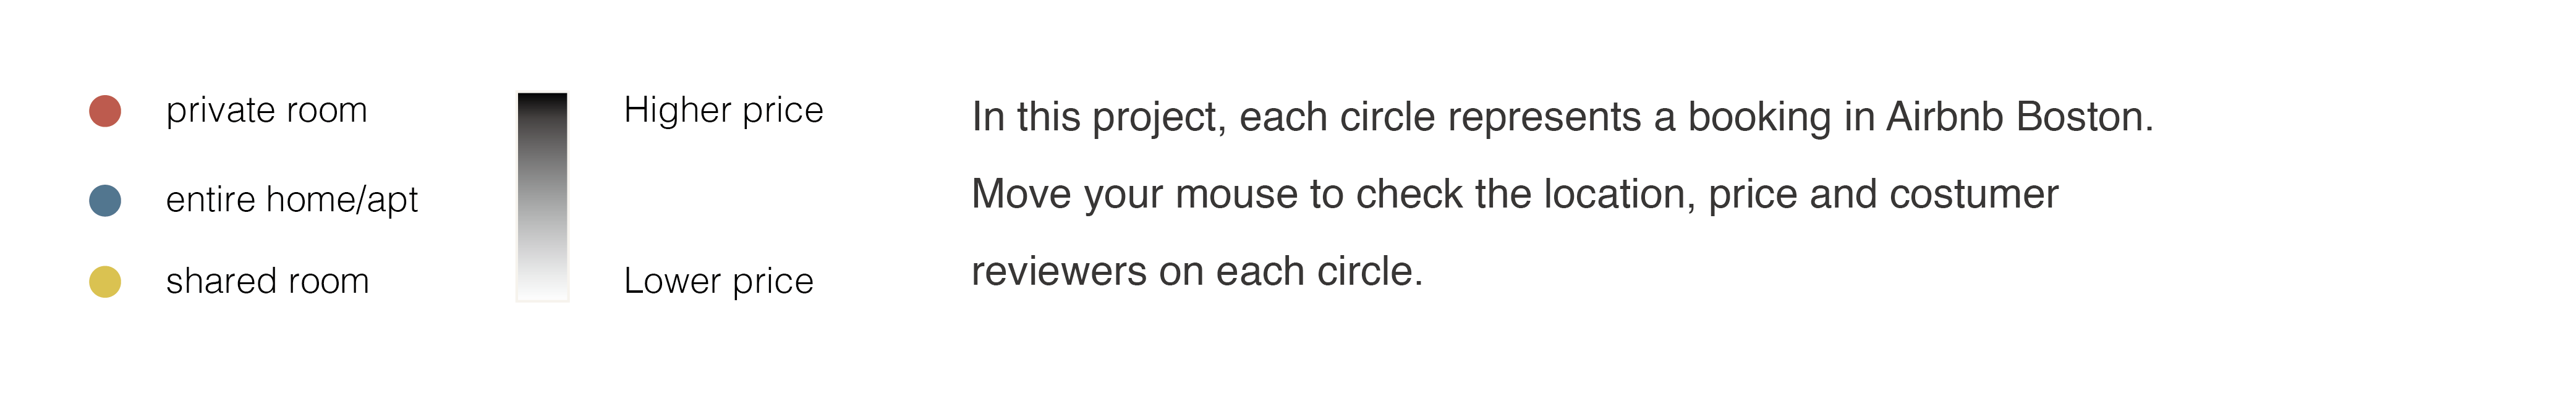 private room
entire home/apt
shared room
Higher price
Lower price
In this project, each circle represents a booking in Airbnb Boston.
Move your mouse to check the location, price and costumer
reviewers on each circle.